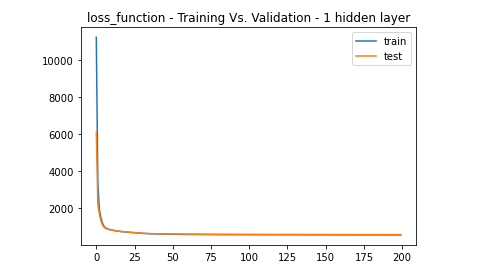 loss_function - Training Vs. Validation - 1 hidden layer
train
test
10000
8000
6000
4000
2000
0 25 50 75 100 125 150 175 200